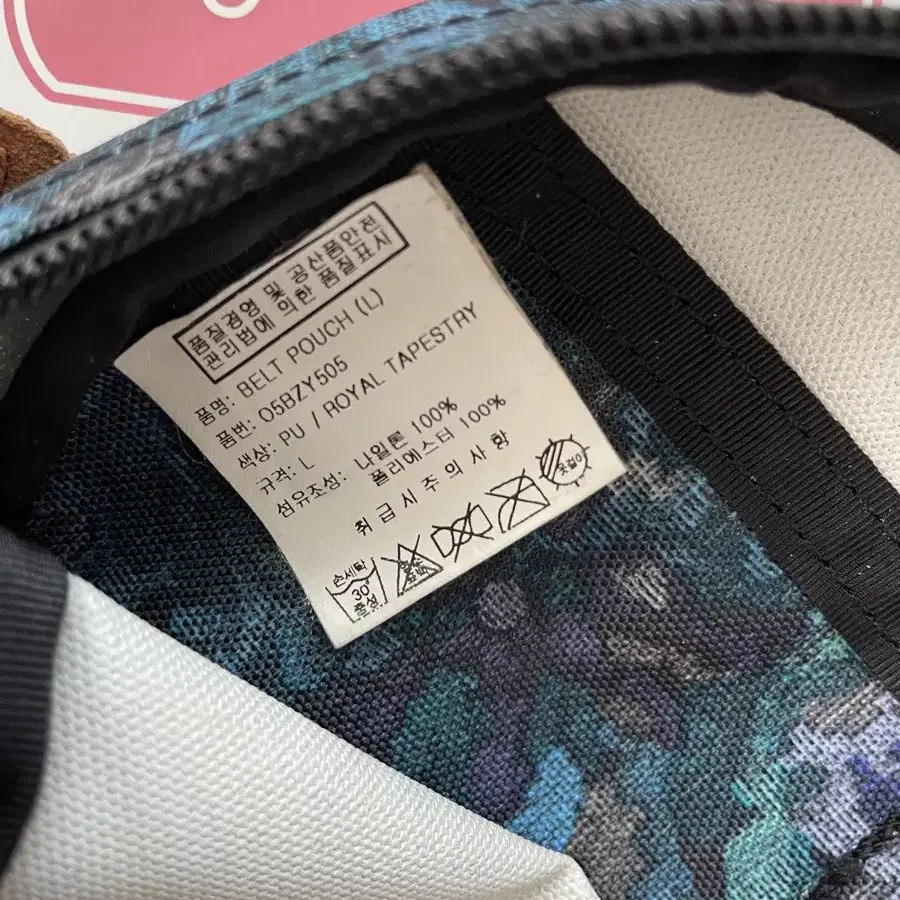 품질경영 및 공산품안전
관리법에 의한 품질표시
품명: BELT POUCH (L)
품번: O5BZY505
색상: PU / ROYAL TAPESTRY
규격: L
섬유조성: 나일론 100%
폴리에스터 100%
취급시주의사항
손세탁
30°
중성
옷걸이